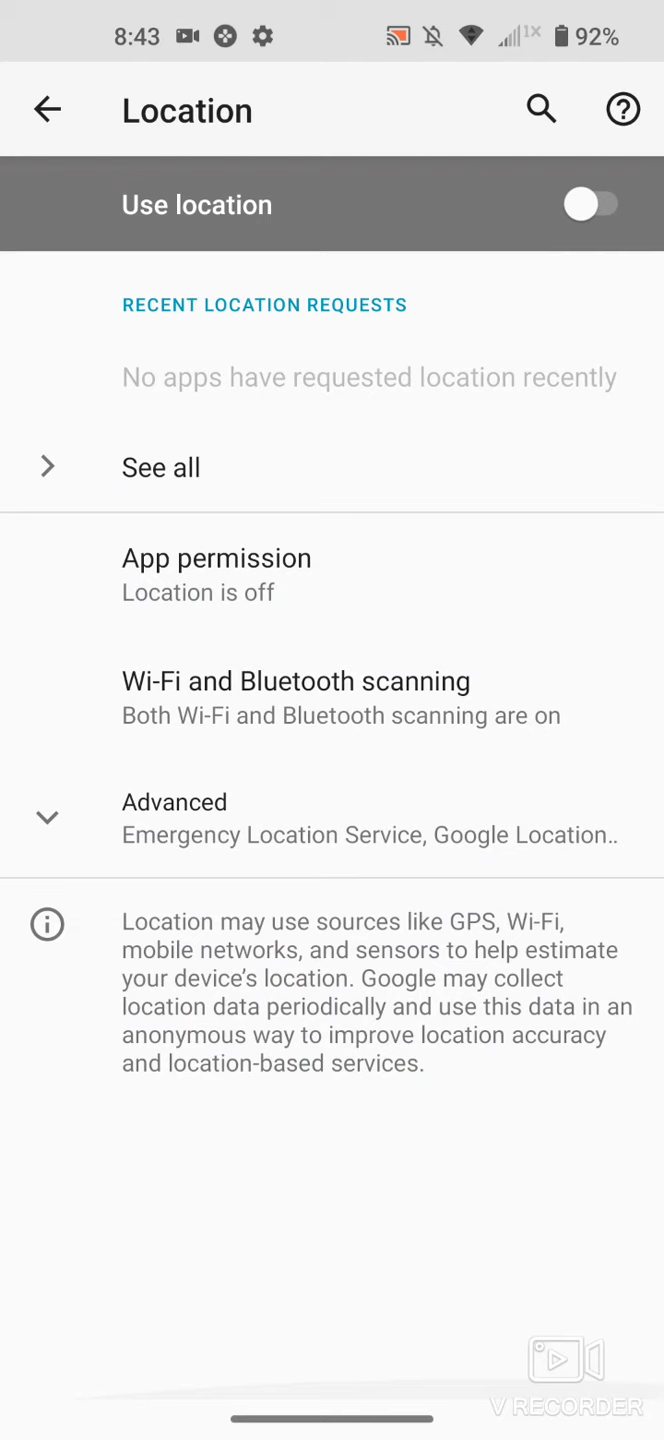 8:43 1X 92%
Location
Use location
RECENT LOCATION REQUESTS
No apps have requested location recently
See all
App permission
Location is off
Wi-Fi and Bluetooth scanning
Both Wi-Fi and Bluetooth scanning are on
Advanced
Emergency Location Service, Google Location..
Location may use sources like GPS, Wi-Fi,
mobile networks, and sensors to help estimate
your device's location. Google may collect
location data periodically and use this data in an
anonymous way to improve location accuracy
and location-based services.
V RECORDER